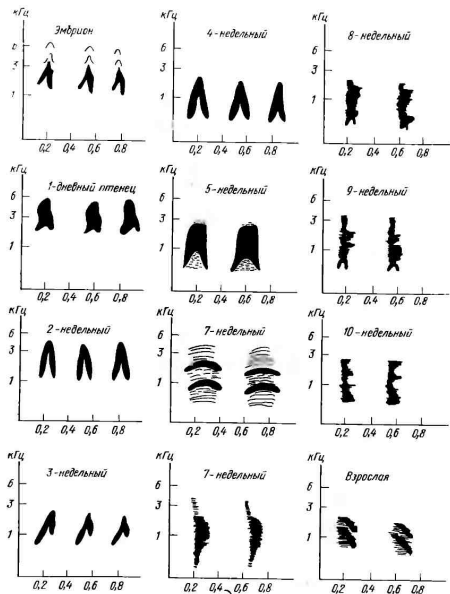 кГц
Эмбрион
6
3
1
0,2 0,4 0,6 0,8
кГц
1-дневный птенец
6
3
1
0,2 0,4 0,6 0,8
кГц
2-недельный
6
3
1
0,2 0,4 0,6 0,8
кГц
3-недельный
6
3
1
0,2 0,4 0,6 0,8
кГц
4-недельный
6
3
1
0,2 0,4 0,6 0,8
5-недельный
6
3
1
0,2 0,4 0,6 0,8
7-недельный
6
3
1
0,2 0,4 0,6 0,8
7-недельный
6
3
1
0,2 0,4 0,6 0,8
кГц
8-недельный
6
3
1
0,2 0,4 0,6 0,8
кГц
9-недельный
6
3
1
0,2 0,4 0,6 0,8
кГц
10-недельный
6
3
1
0,2 0,4 0,6 0,8
кГц
Взрослая
6
3
1
0,2 0,4 0,6 0,8